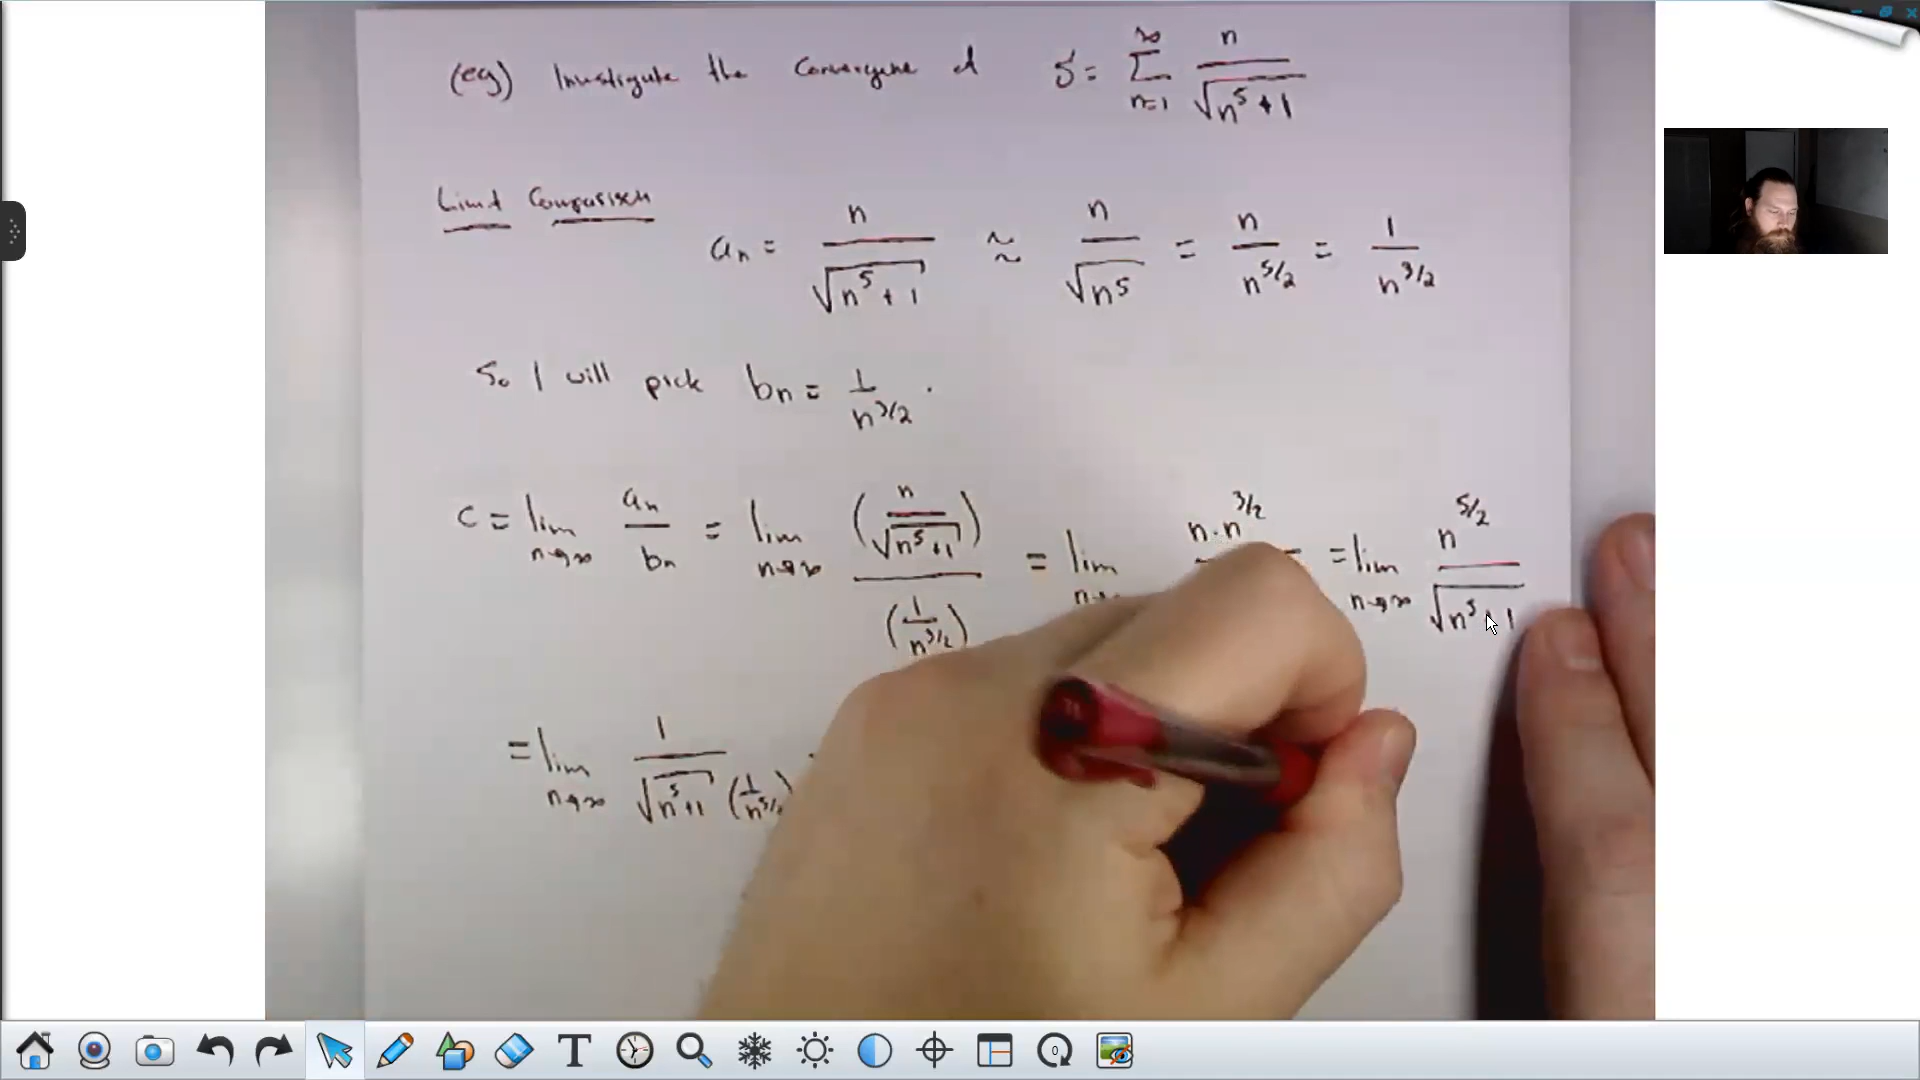 (eg) Investigate the Convergence of S = ∑_{n=1}^{∞} n/√(n^5 + 1)
Limit Comparison
a_n = n/√(n^5 + 1) ≈ n/√(n^5) = n/n^{5/2} = 1/n^{3/2}
So I will pick b_n = 1/n^{3/2}.
C = lim_{n→∞} a_n/b_n = lim_{n→∞} (n/√(n^5+1))/(1/n^{3/2}) = lim n·n^{3/2} = lim_{n→∞} n^{5/2}/√(n^5+1)
= lim_{n→∞} 1/(√(n^5+1) (1/n^{5/2})